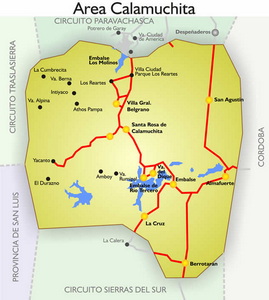 Area Calamuchita
CIRCUITO PARAVACHASCA
Potrero de Garay
Va. Ciudad
de America
Despeñaderos
CIRCUITO TRASLASIERRA
Embalse
Los Molinos
La Cumbrecita
Va. Berna
Villa Ciudad
Parque Los Reartes
Los Reartes
Intiyaco
Va. Alpina
Athos Pampa
Villa Gral.
Belgrano
San Agustín
Santa Rosa de
Calamuchita
CORDOBA
Yacanto
El Durazno
Amboy
Va.
Rumipal
Va.
del
Dique
Embalse de
Rio Tercero
Embalse
Almafuerte
PROVINCIA DE SAN LUIS
La Cruz
La Calera
Berrotarán
CIRCUITO SIERRAS DEL SUR